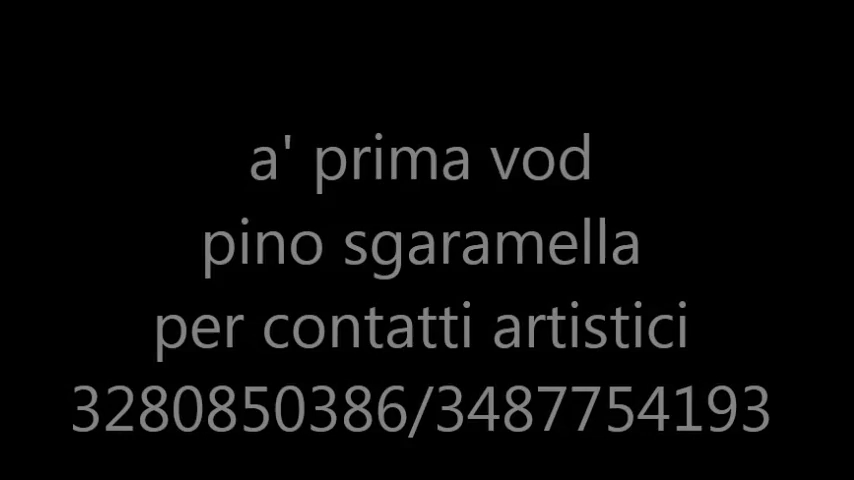 a' prima vod
pino sgaramella
per contatti artistici
3280850386/3487754193